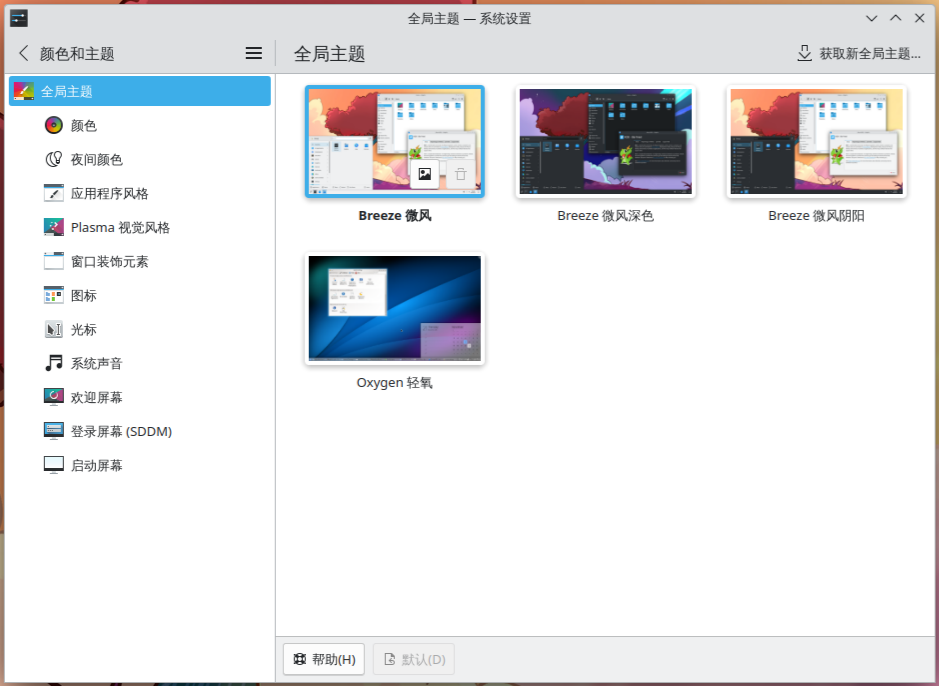 全局主题 — 系统设置
颜色和主题
全局主题
获取新全局主题...
全局主题
颜色
夜间颜色
应用程序风格
Plasma 视觉风格
窗口装饰元素
图标
光标
系统声音
欢迎屏幕
登录屏幕 (SDDM)
启动屏幕
Breeze 微风
Breeze 微风深色
Breeze 微风阴阳
Oxygen 轻氧
帮助(H)
默认(D)